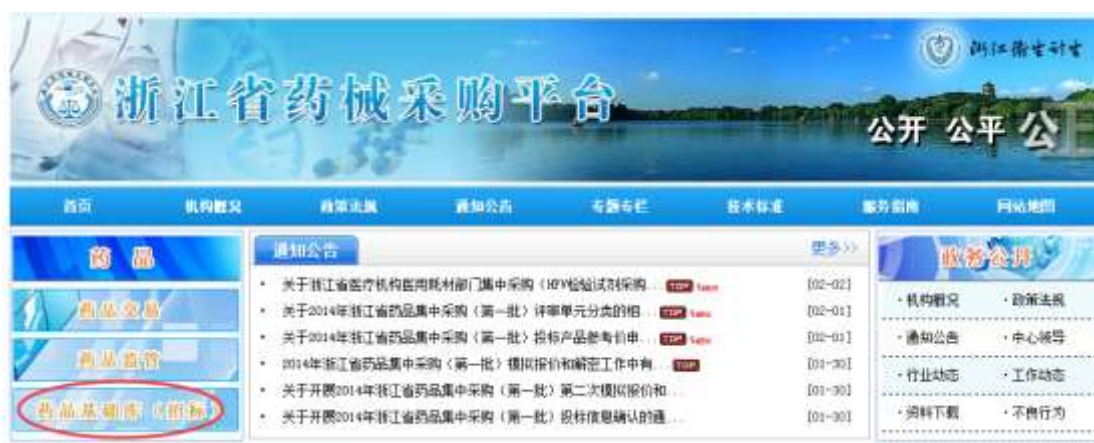 浙江卫生计生
浙江省药械采购平台
公开 公平 公
首页 机构概况 政策法规 通知公告 专题专栏 技术标准 服务指南 网站地图
药 品
药品交易
药品监管
药品基础库（招标）
通知公告 更多>>
关于浙江省医疗机构医用耗材部门集中采购（HPV检验试剂采购... TOP [02-02]
关于2014年浙江省药品集中采购（第一批）评审单元分类的相... TOP [02-01]
关于2014年浙江省药品集中采购（第一批）投标产品参考价申... TOP [02-01]
2014年浙江省药品集中采购（第一批）模拟报价和解密工作中有... TOP [01-30]
关于开展2014年浙江省药品集中采购（第一批）第二次模拟报价和... [01-30]
关于开展2014年浙江省药品集中采购（第一批）投标信息确认的通... [01-30]
政务公开
·机构概况 ·政策法规
·通知公告 ·中心领导
·行业动态 ·工作动态
·资料下载 ·不良行为